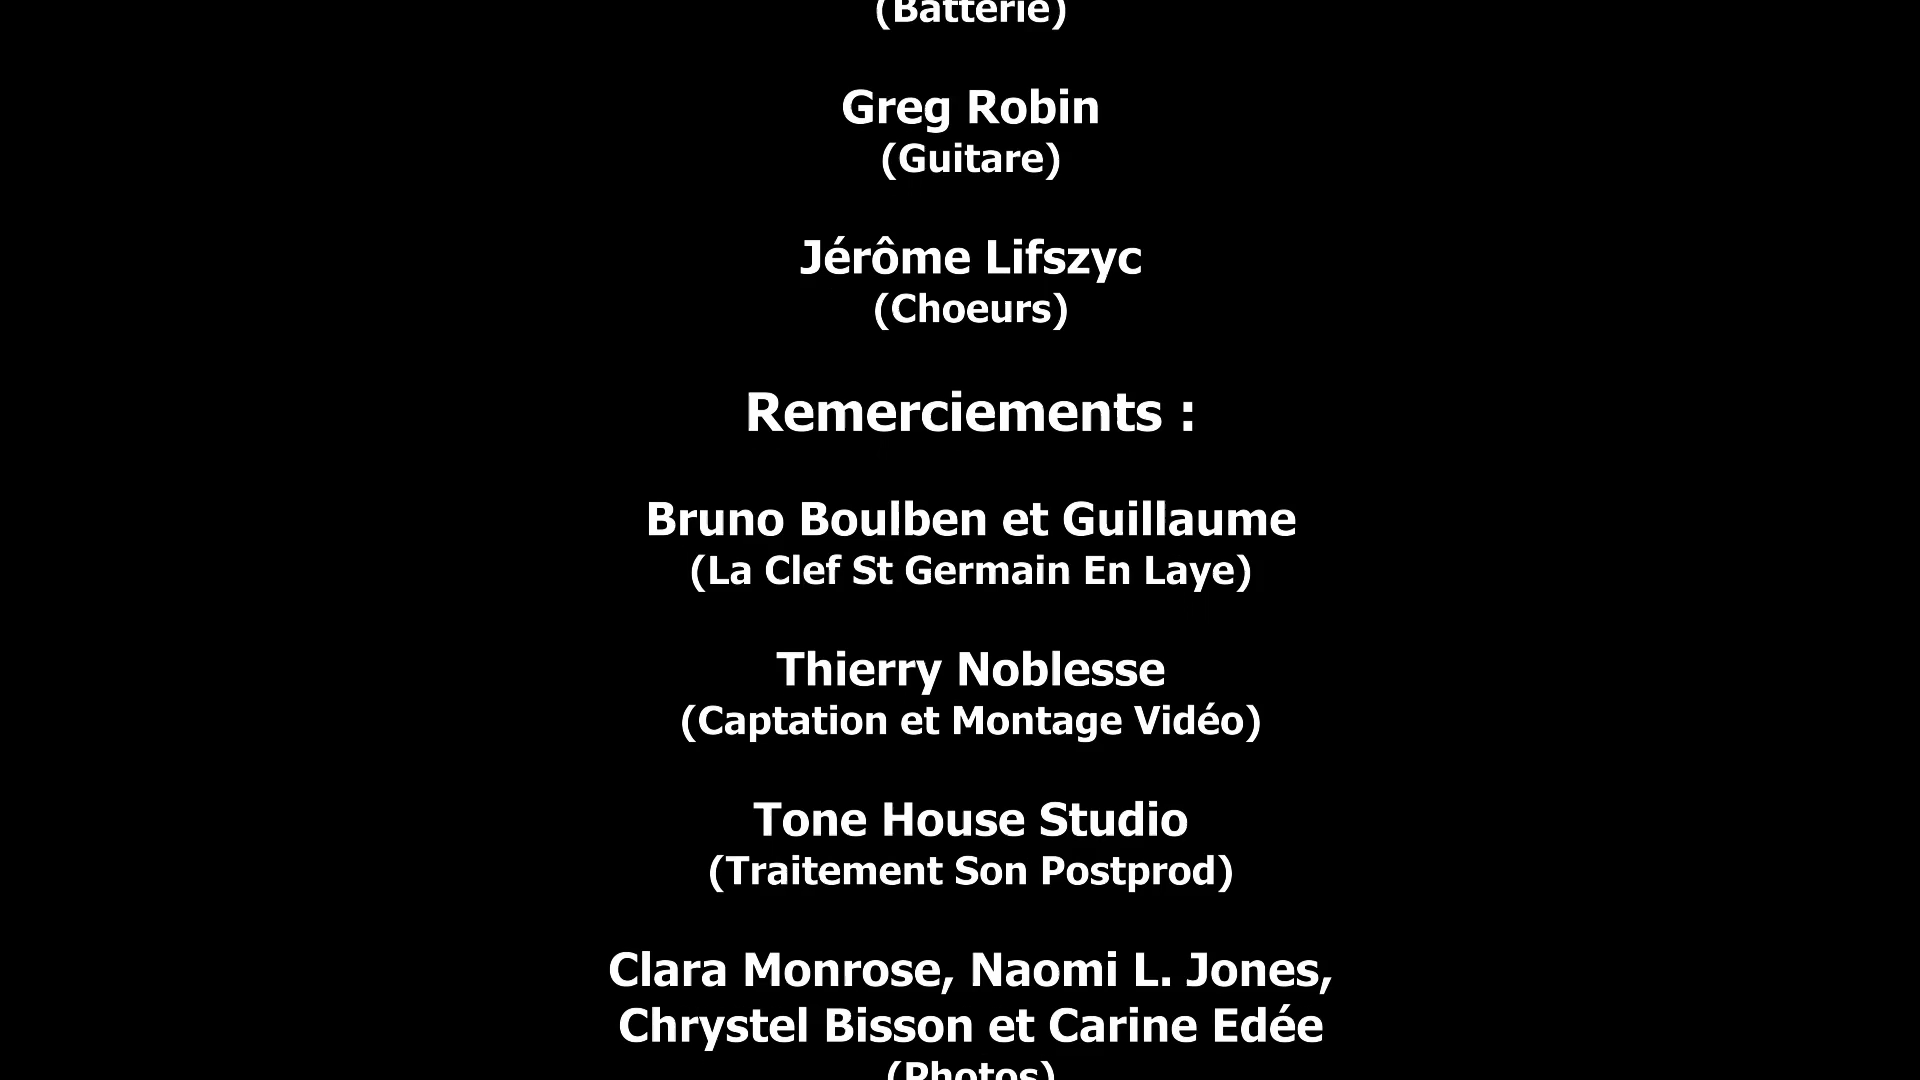 (Batterie)
Greg Robin
(Guitare)
Jérôme Lifszyc
(Choeurs)
Remerciements :
Bruno Boulben et Guillaume
(La Clef St Germain En Laye)
Thierry Noblesse
(Captation et Montage Vidéo)
Tone House Studio
(Traitement Son Postprod)
Clara Monrose, Naomi L. Jones,
Chrystel Bisson et Carine Edée
(Photos)